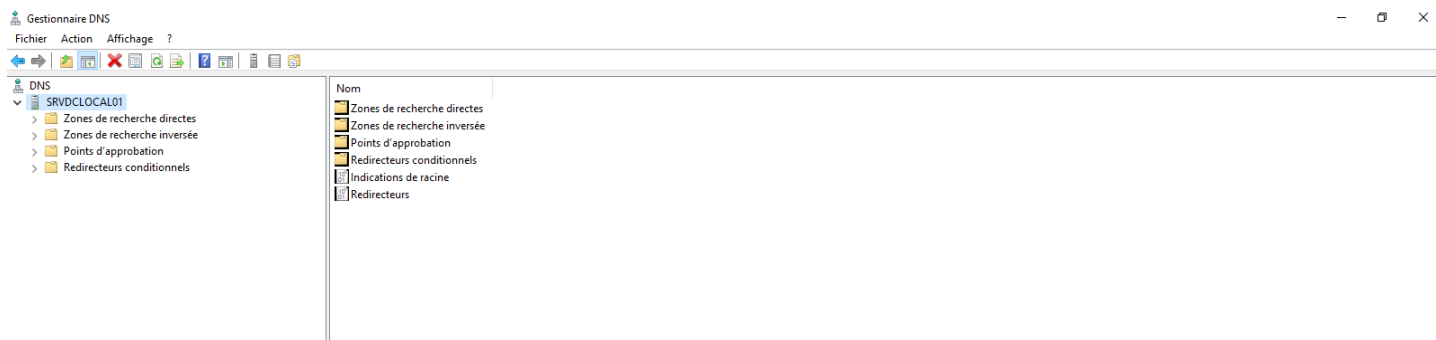 Gestionnaire DNS
Fichier Action Affichage ?
DNS
SRVDCLOCAL01
Zones de recherche directes
Zones de recherche inversée
Points d'approbation
Redirecteurs conditionnels
Nom
Zones de recherche directes
Zones de recherche inversée
Points d'approbation
Redirecteurs conditionnels
Indications de racine
Redirecteurs